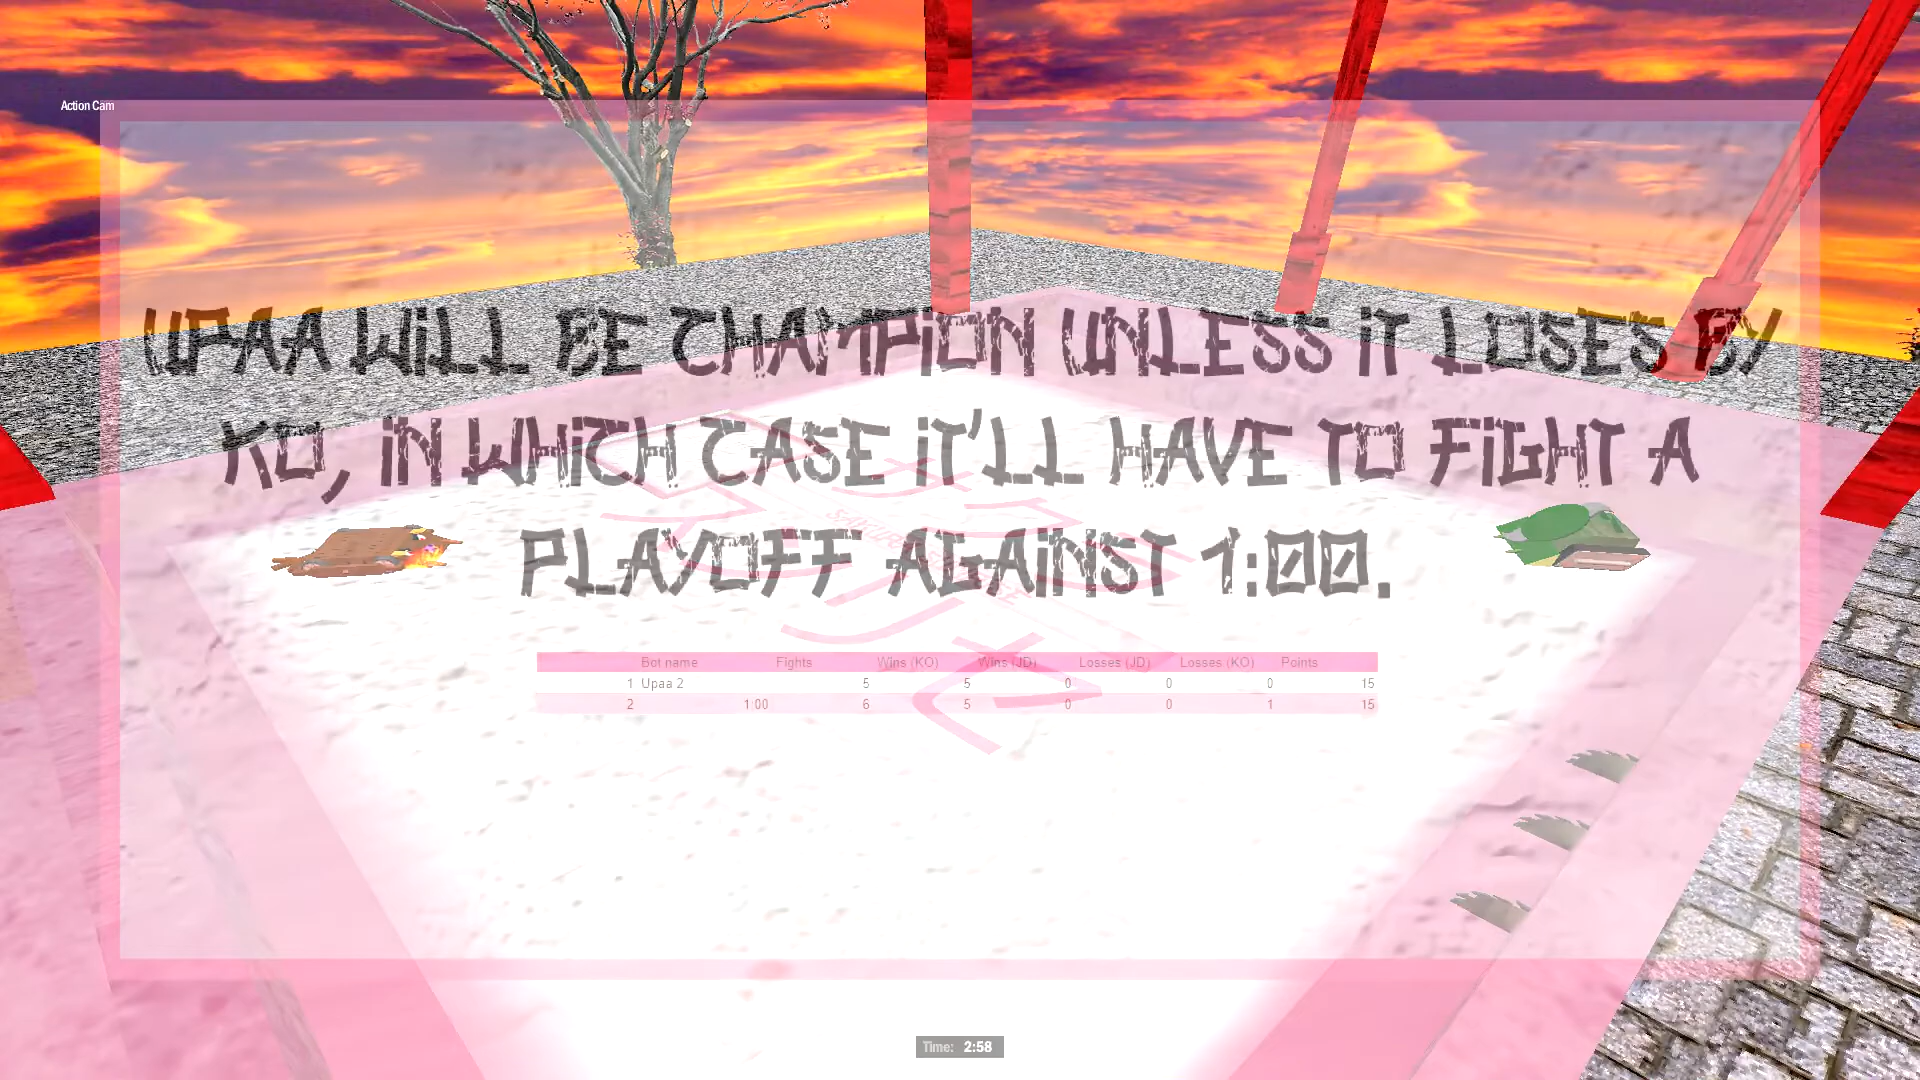 Action Cam
UPAA WiLL BE CHAMPiON UNLESS iT LOSES BY
KO, iN WHiCH CASE iT'LL HAVE TO FiGHT A
PLAYOFF AGAiNST 1:00.
Bot name Fights Wins (KO) Wins (JD) Losses (JD) Losses (KO) Points
1 Upaa 2 5 5 0 0 0 15
2 1:00 6 5 0 0 1 15
Time: 2:58